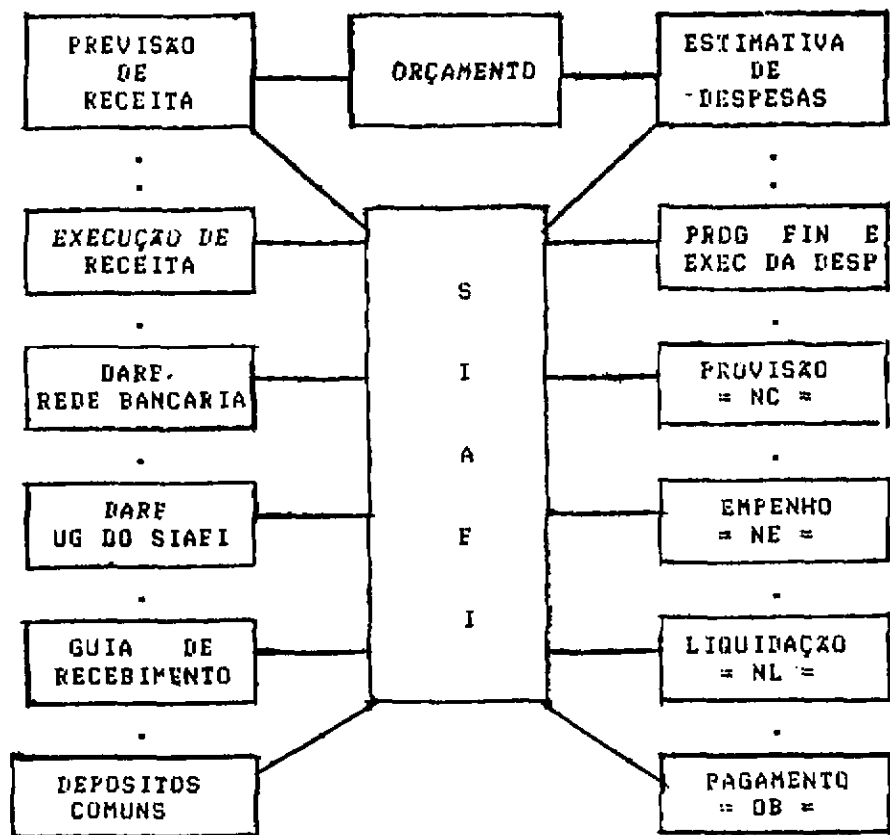 PREVISÃO
DE
RECEITA
ORÇAMENTO
ESTIMATIVA
DE
DESPESAS
EXECUÇÃO DE
RECEITA
PROG FIN E
EXEC DA DESP
S
I
A
F
I
DARF
REDE BANCARIA
PROVISÃO
= NC =
DARF
UG DO SIAFI
EMPENHO
= NE =
GUIA DE
RECEBIMENTO
LIQUIDAÇÃO
= NL =
DEPOSITOS
COMUNS
PAGAMENTO
= OB =